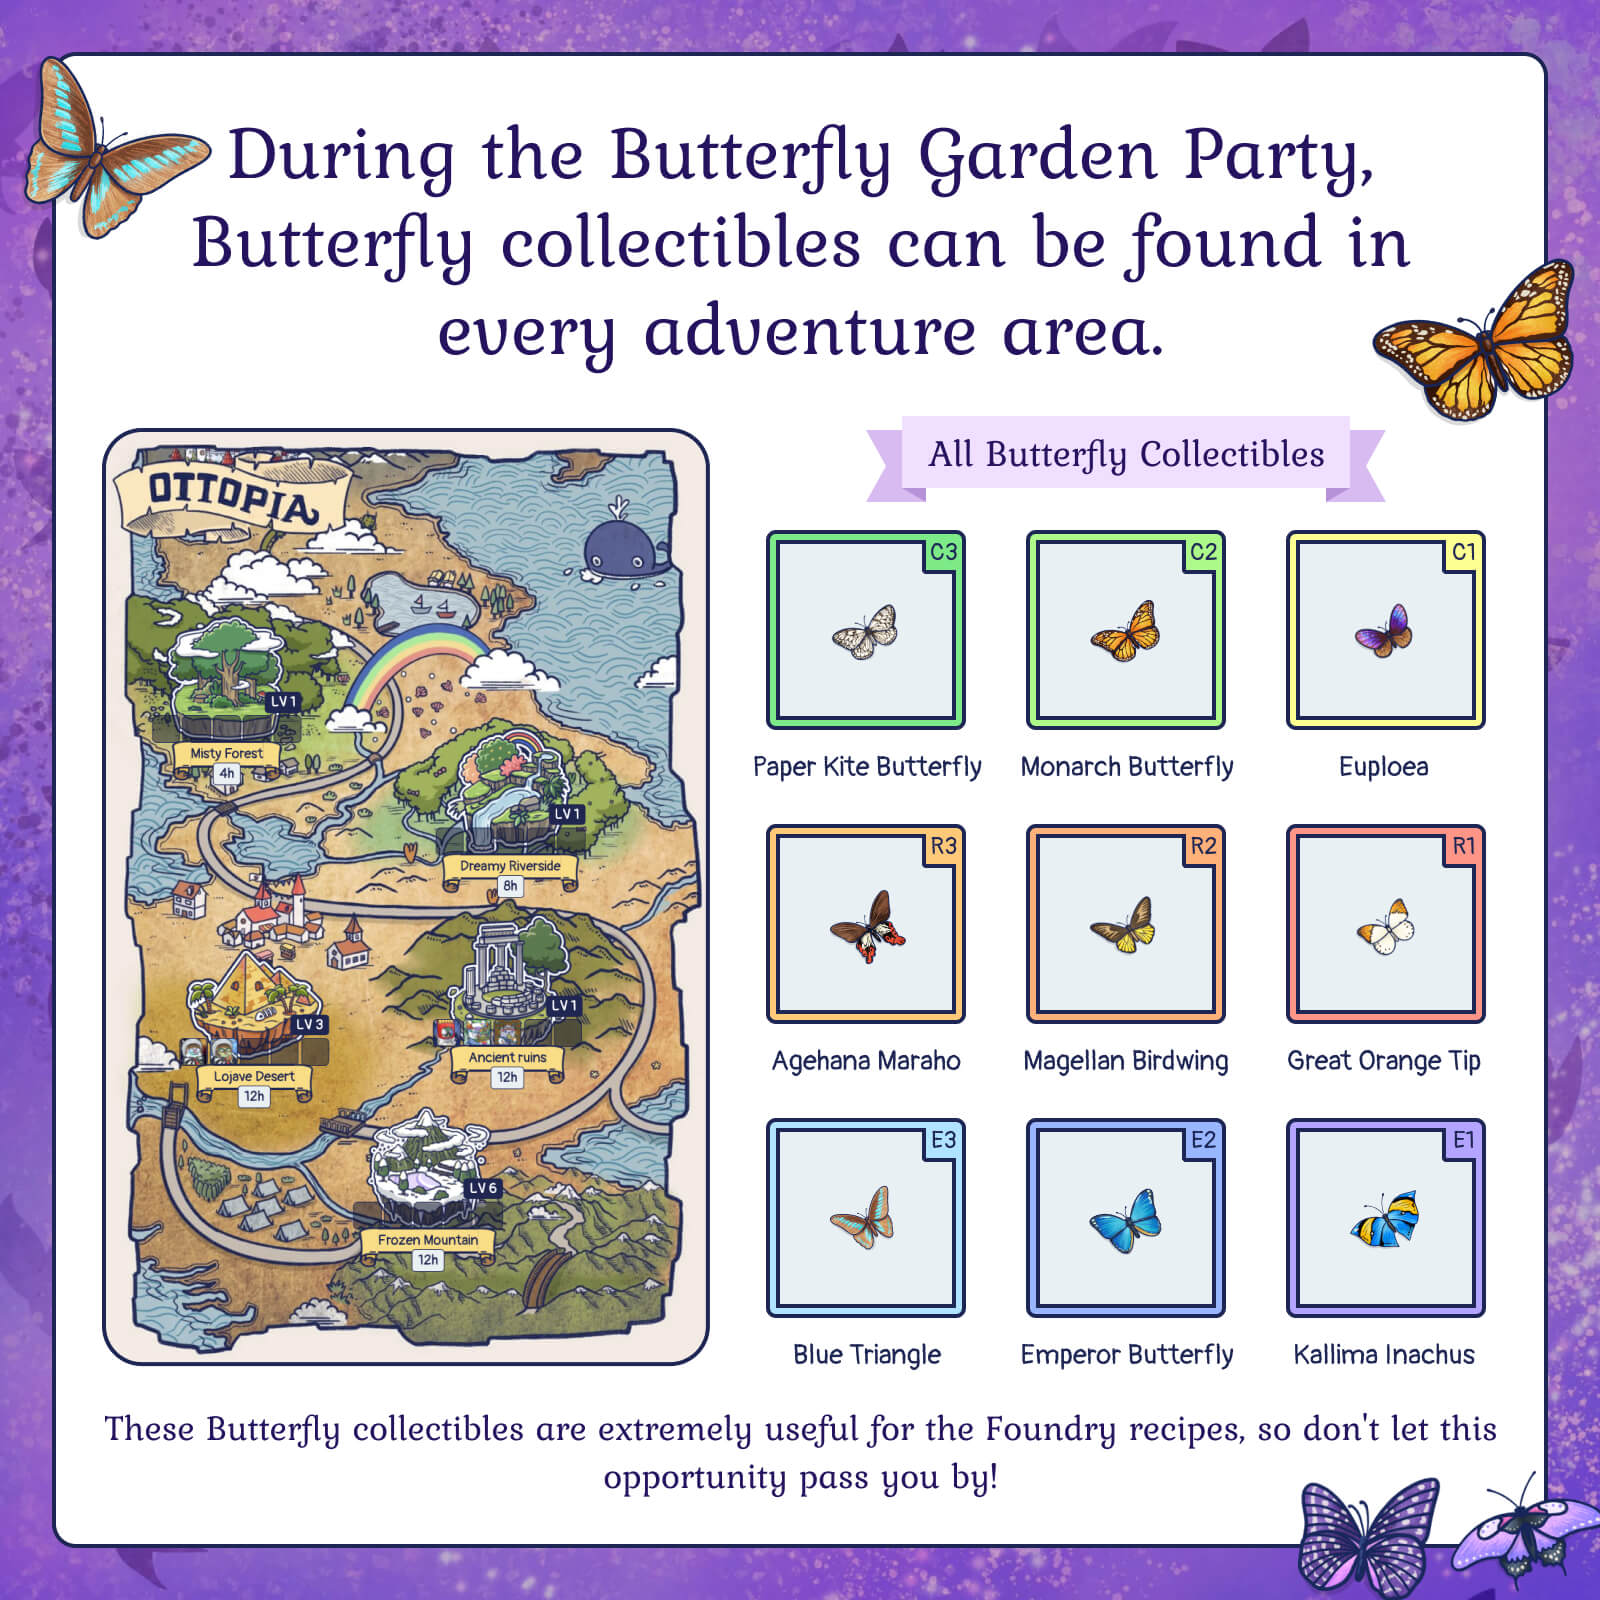 During the Butterfly Garden Party,
Butterfly collectibles can be found in
every adventure area.
OTTOPIA
LV 1
Misty Forest
4h
LV 1
Dreamy Riverside
8h
LV 1
Ancient ruins
12h
LV 3
Lojave Desert
12h
LV 6
Frozen Mountain
12h
All Butterfly Collectibles
C3
C2
C1
Paper Kite Butterfly
Monarch Butterfly
Euploea
R3
R2
R1
Agehana Maraho
Magellan Birdwing
Great Orange Tip
E3
E2
E1
Blue Triangle
Emperor Butterfly
Kallima Inachus
These Butterfly collectibles are extremely useful for the Foundry recipes, so don't let this
opportunity pass you by!